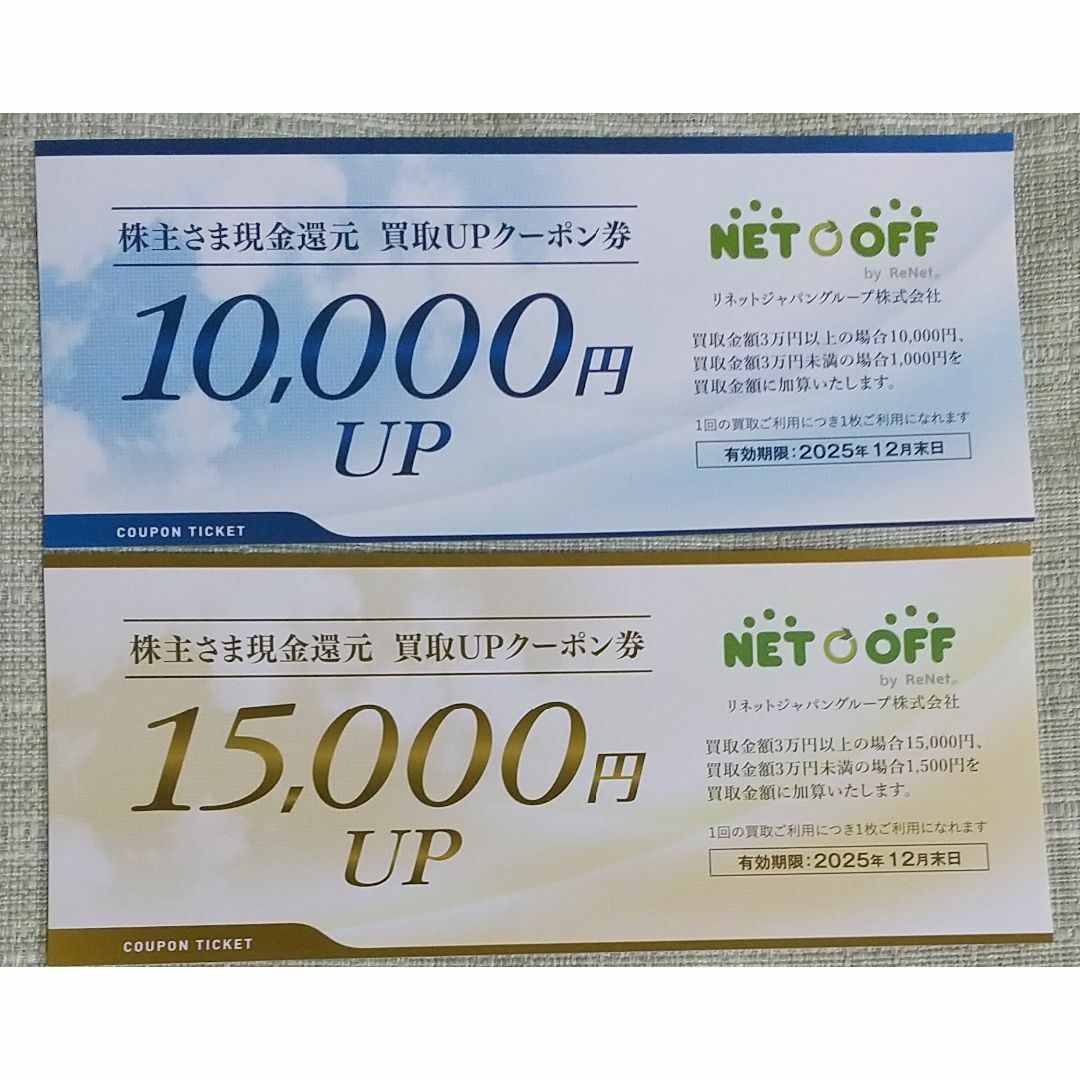 株主さま現金還元 買取UPクーポン券
10,000円
UP
COUPON TICKET
NET OFF
by ReNet
リネットジャパングループ株式会社
買取金額3万円以上の場合10,000円、
買取金額3万円未満の場合1,000円を
買取金額に加算いたします。
1回の買取ご利用につき1枚ご利用になれます
有効期限：2025年12月末日
株主さま現金還元 買取UPクーポン券
15,000円
UP
COUPON TICKET
NET OFF
by ReNet
リネットジャパングループ株式会社
買取金額3万円以上の場合15,000円、
買取金額3万円未満の場合1,500円を
買取金額に加算いたします。
1回の買取ご利用につき1枚ご利用になれます
有効期限：2025年12月末日